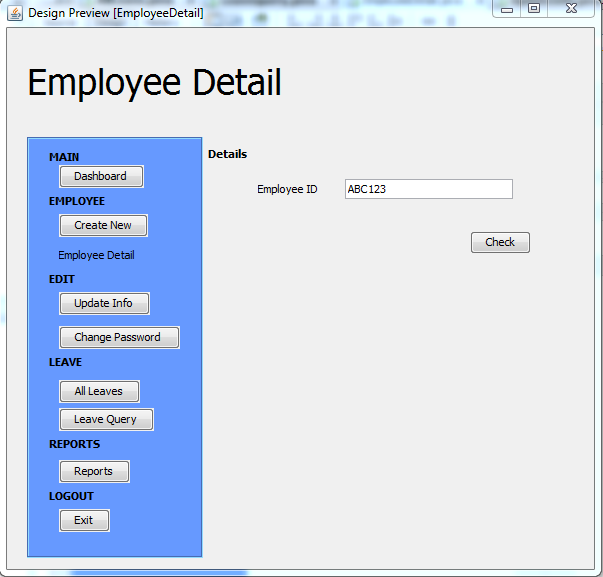 Design Preview [EmployeeDetail]
Employee Detail
MAIN
Dashboard
EMPLOYEE
Create New
Employee Detail
EDIT
Update Info
Change Password
LEAVE
All Leaves
Leave Query
REPORTS
Reports
LOGOUT
Exit
Details
Employee ID ABC123
Check